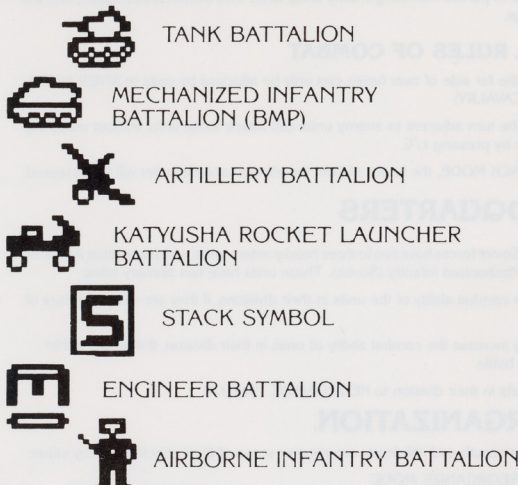 TANK BATTALION
MECHANIZED INFANTRY
BATTALION (BMP)
ARTILLERY BATTALION
KATYUSHA ROCKET LAUNCHER
BATTALION
S
STACK SYMBOL
ENGINEER BATTALION
AIRBORNE INFANTRY BATTALION